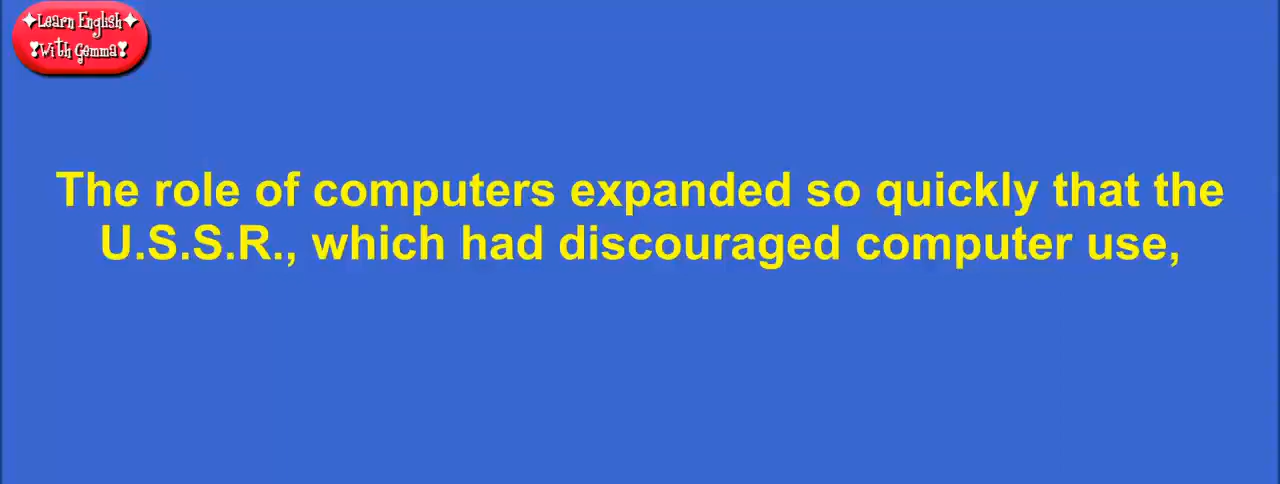 ✦Learn English✦
❣With Gemma❣
The role of computers expanded so quickly that the
U.S.S.R., which had discouraged computer use,